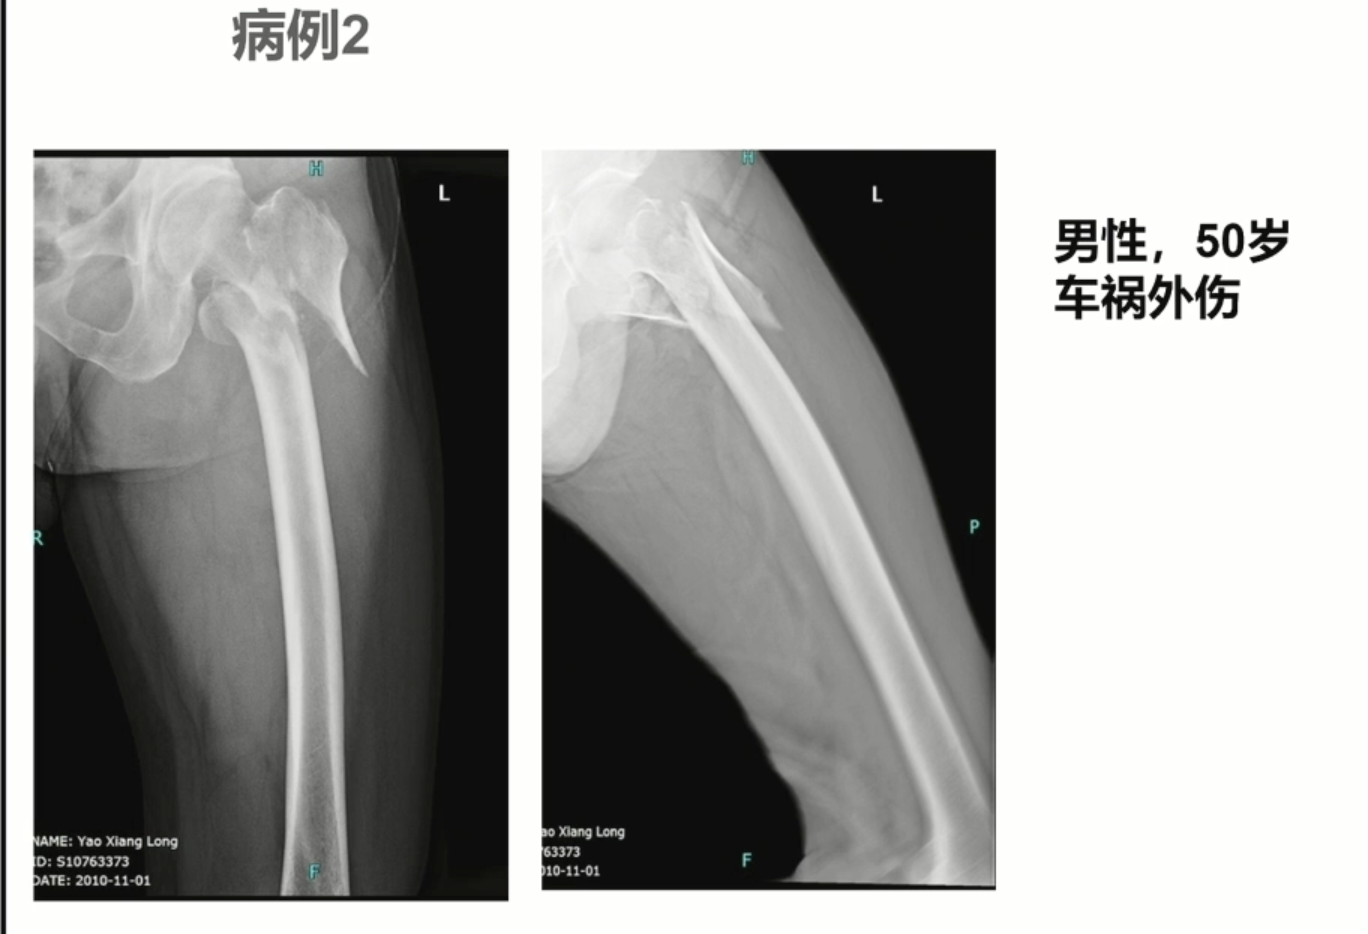 病例2
H
L
R
NAME: Yao Xiang Long
ID: S10763373
DATE: 2010-11-01
F
H
L
P
ao Xiang Long
763373
010-11-01
F
男性，50岁
车祸外伤